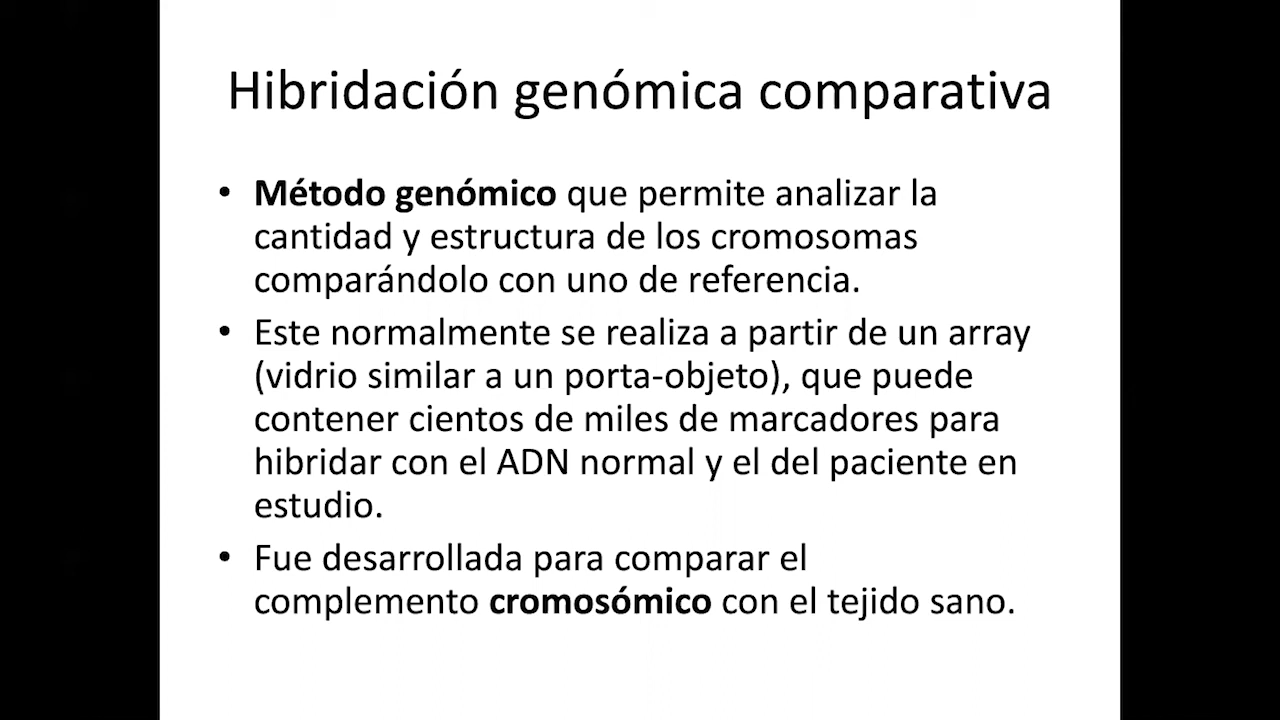 Hibridación genómica comparativa
• Método genómico que permite analizar la
cantidad y estructura de los cromosomas
comparándolo con uno de referencia.
• Este normalmente se realiza a partir de un array
(vidrio similar a un porta-objeto), que puede
contener cientos de miles de marcadores para
hibridar con el ADN normal y el del paciente en
estudio.
• Fue desarrollada para comparar el
complemento cromosómico con el tejido sano.